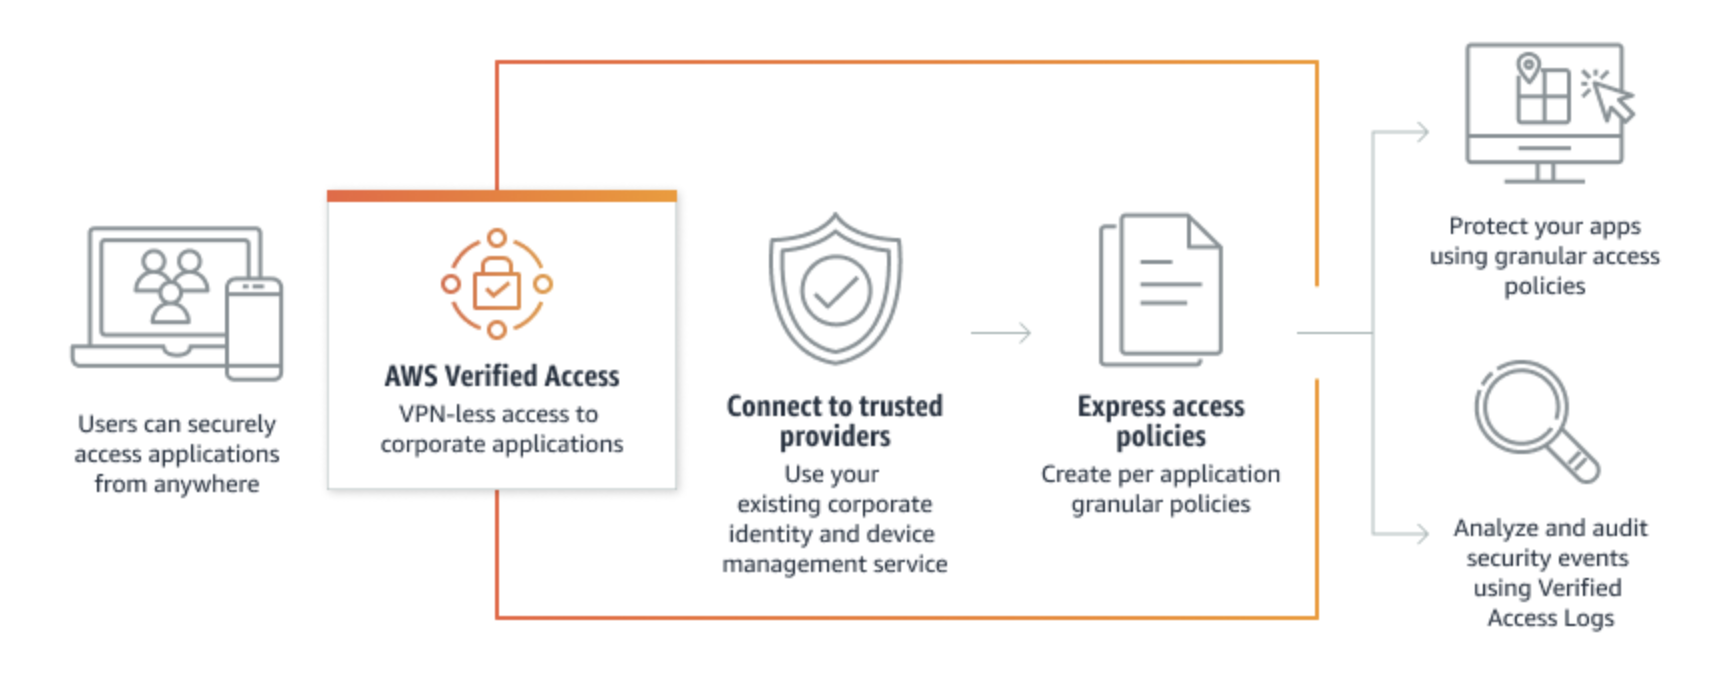 Users can securely
access applications
from anywhere
AWS Verified Access
VPN-less access to
corporate applications
Connect to trusted
providers
Use your
existing corporate
identity and device
management service
Express access
policies
Create per application
granular policies
Protect your apps
using granular access
policies
Analyze and audit
security events
using Verified
Access Logs